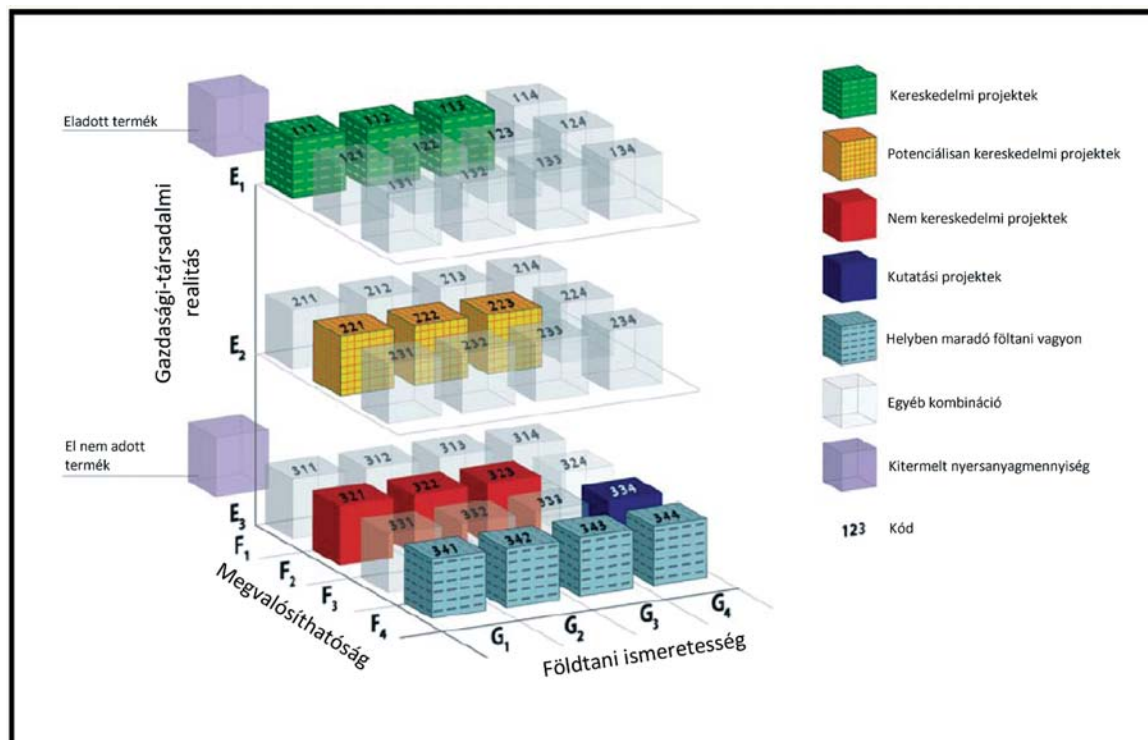 Eladott termék
Gazdasági-társadalmi
realitás
El nem adott
termék
E1
E2
E3
F1
F2
F3
F4
Megvalósíthatóság
G1
G2
G3
G4
Földtani ismeretesség
111
112
113
114
121
122
123
124
131
132
133
134
211
212
213
214
221
222
223
224
231
232
233
234
311
312
313
314
321
322
323
324
331
332
333
334
341
342
343
344
Kereskedelmi projektek
Potenciálisan kereskedelmi projektek
Nem kereskedelmi projektek
Kutatási projektek
Helyben maradó föltani vagyon
Egyéb kombináció
Kitermelt nyersanyagmennyiség
123 Kód